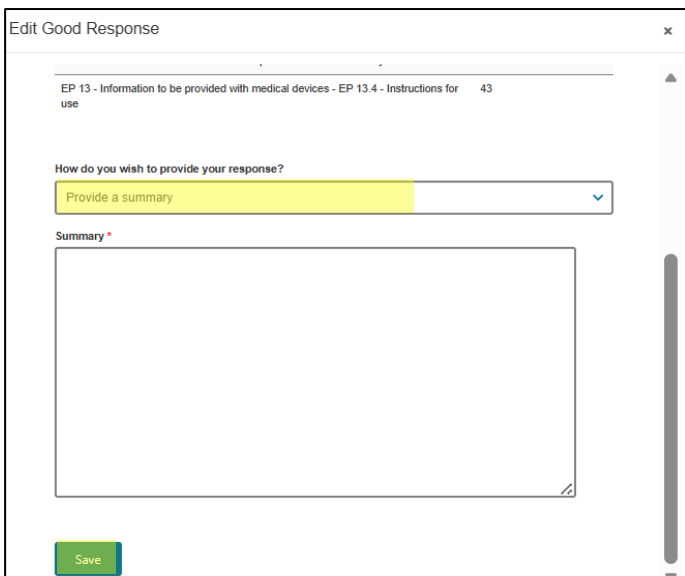 Edit Good Response
EP 13 - Information to be provided with medical devices - EP 13.4 - Instructions for 43
use
How do you wish to provide your response?
Provide a summary
Summary *
Save